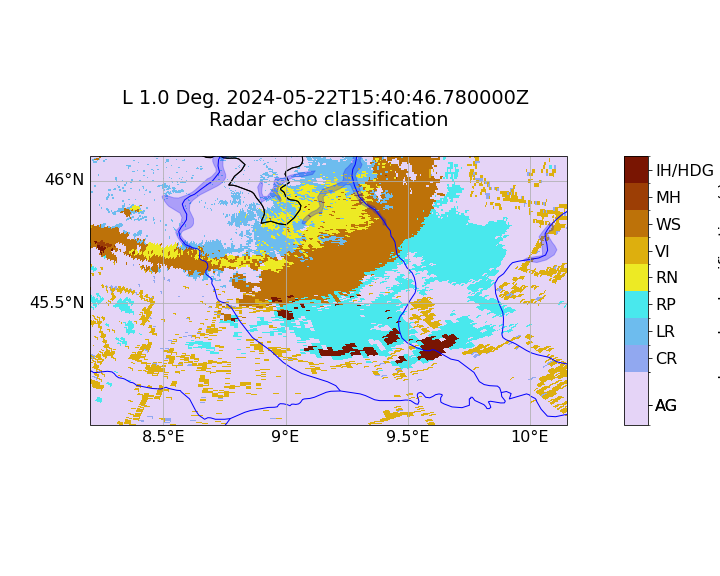 L 1.0 Deg. 2024-05-22T15:40:46.780000Z
Radar echo classification
46°N
45.5°N
8.5°E 9°E 9.5°E 10°E
IH/HDG
MH
WS
VI
RN
RP
LR
CR
AG